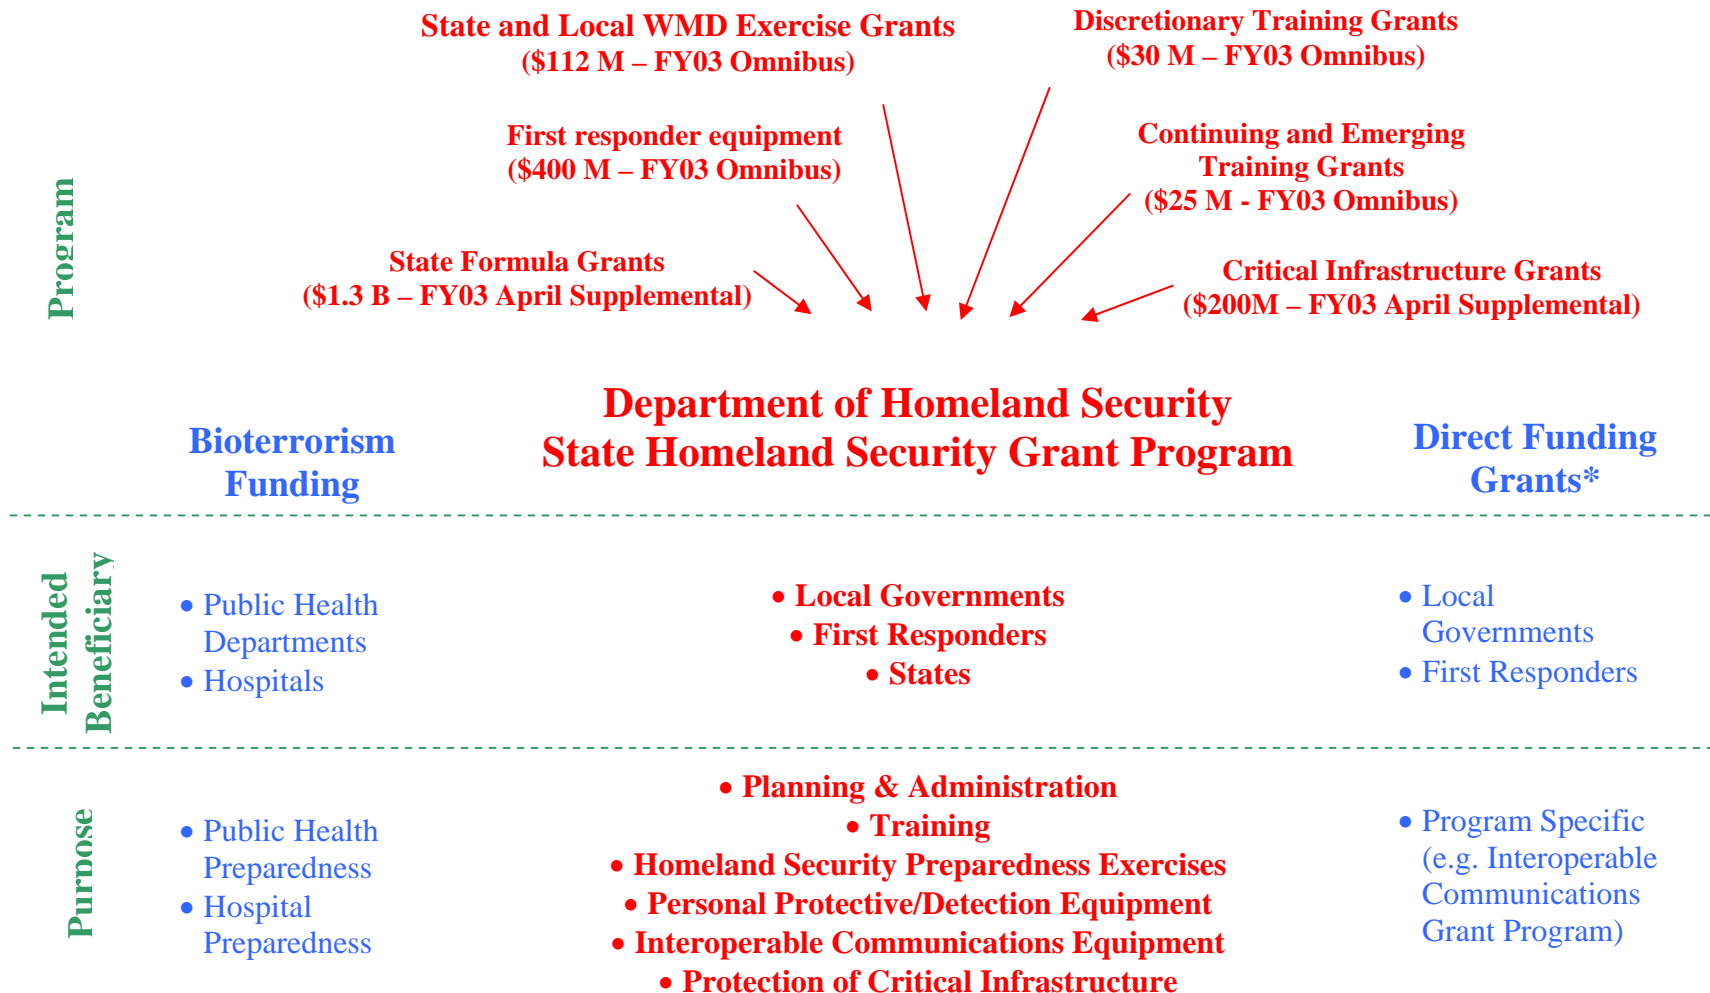 State and Local WMD Exercise Grants
($112 M – FY03 Omnibus)
Discretionary Training Grants
($30 M – FY03 Omnibus)
First responder equipment
($400 M – FY03 Omnibus)
Continuing and Emerging
Training Grants
($25 M - FY03 Omnibus)
Program
State Formula Grants
($1.3 B – FY03 April Supplemental)
Critical Infrastructure Grants
($200M – FY03 April Supplemental)
Bioterrorism
Funding
Department of Homeland Security
State Homeland Security Grant Program
Direct Funding
Grants*
Intended
Beneficiary
• Public Health
Departments
• Hospitals
• Local Governments
• First Responders
• States
• Local
Governments
• First Responders
Purpose
• Public Health
Preparedness
• Hospital
Preparedness
• Planning & Administration
• Training
• Homeland Security Preparedness Exercises
• Personal Protective/Detection Equipment
• Interoperable Communications Equipment
• Protection of Critical Infrastructure
• Program Specific
(e.g. Interoperable
Communications
Grant Program)